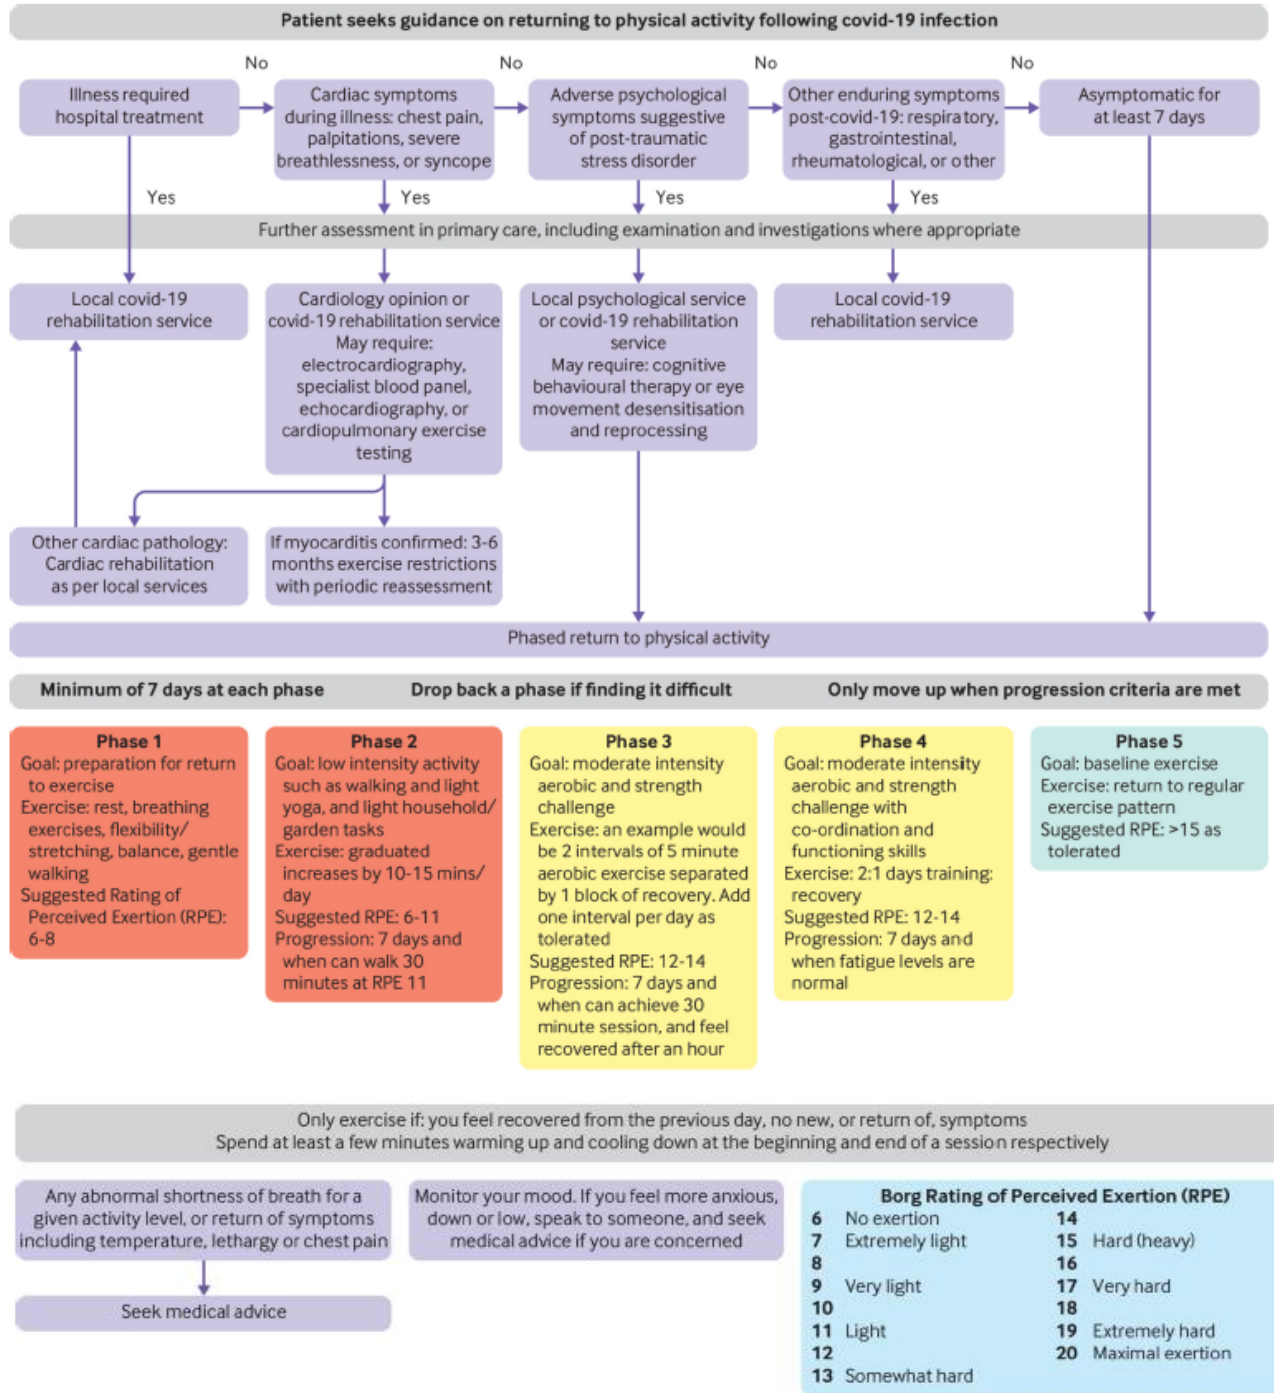 Patient seeks guidance on returning to physical activity following covid-19 infection
No
No
No
No
Illness required
hospital treatment
Cardiac symptoms
during illness: chest pain,
palpitations, severe
breathlessness, or syncope
Adverse psychological
symptoms suggestive
of post-traumatic
stress disorder
Other enduring symptoms
post-covid-19: respiratory,
gastrointestinal,
rheumatological, or other
Asymptomatic for
at least 7 days
Yes
Yes
Yes
Yes
Further assessment in primary care, including examination and investigations where appropriate
Local covid-19
rehabilitation service
Cardiology opinion or
covid-19 rehabilitation service
May require:
electrocardiography,
specialist blood panel,
echocardiography, or
cardiopulmonary exercise
testing
Local psychological service
or covid-19 rehabilitation
service
May require: cognitive
behavioural therapy or eye
movement desensitisation
and reprocessing
Local covid-19
rehabilitation service
Other cardiac pathology:
Cardiac rehabilitation
as per local services
If myocarditis confirmed: 3-6
months exercise restrictions
with periodic reassessment
Phased return to physical activity
Minimum of 7 days at each phase
Drop back a phase if finding it difficult
Only move up when progression criteria are met
Phase 1
Goal: preparation for return
to exercise
Exercise: rest, breathing
exercises, flexibility/
stretching, balance, gentle
walking
Suggested Rating of
Perceived Exertion (RPE):
6-8
Phase 2
Goal: low intensity activity
such as walking and light
yoga, and light household/
garden tasks
Exercise: graduated
increases by 10-15 mins/
day
Suggested RPE: 6-11
Progression: 7 days and
when can walk 30
minutes at RPE 11
Phase 3
Goal: moderate intensity
aerobic and strength
challenge
Exercise: an example would
be 2 intervals of 5 minute
aerobic exercise separated
by 1 block of recovery. Add
one interval per day as
tolerated
Suggested RPE: 12-14
Progression: 7 days and
when can achieve 30
minute session, and feel
recovered after an hour
Phase 4
Goal: moderate intensity
aerobic and strength
challenge with
co-ordination and
functioning skills
Exercise: 2:1 days training:
recovery
Suggested RPE: 12-14
Progression: 7 days and
when fatigue levels are
normal
Phase 5
Goal: baseline exercise
Exercise: return to regular
exercise pattern
Suggested RPE: >15 as
tolerated
Only exercise if: you feel recovered from the previous day, no new, or return of, symptoms
Spend at least a few minutes warming up and cooling down at the beginning and end of a session respectively
Any abnormal shortness of breath for a
given activity level, or return of symptoms
including temperature, lethargy or chest pain
Seek medical advice
Monitor your mood. If you feel more anxious,
down or low, speak to someone, and seek
medical advice if you are concerned
Borg Rating of Perceived Exertion (RPE)
6 No exertion
7 Extremely light
8
9 Very light
10
11 Light
12
13 Somewhat hard
14
15 Hard (heavy)
16
17 Very hard
18
19 Extremely hard
20 Maximal exertion